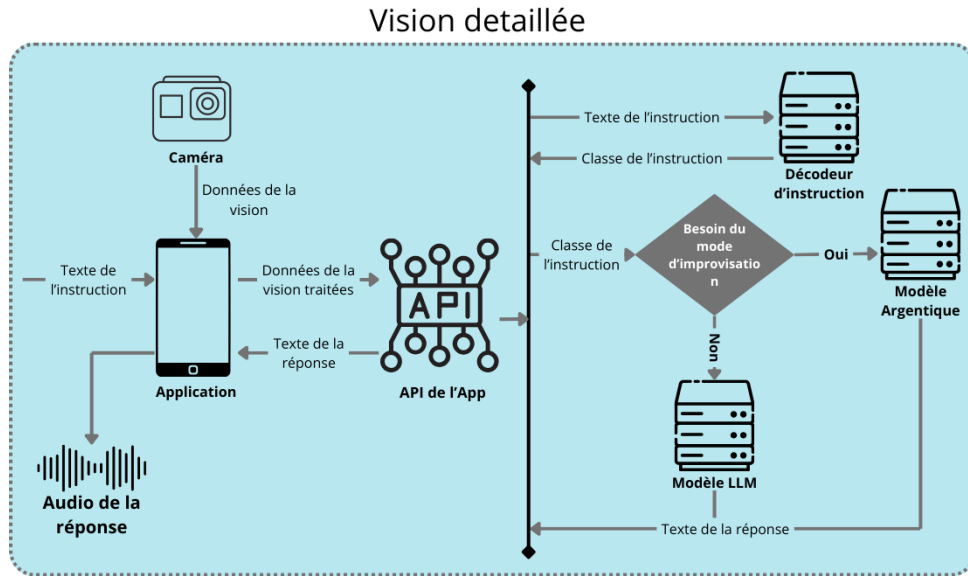 Vision detaillée
Caméra
Données de la
vision
Texte de
l’instruction
Données de la
vision traitées
Texte de la
réponse
Application
Audio de la
réponse
API
API de l’App
Texte de l’instruction
Classe de l’instruction
Décodeur
d’instruction
Classe de
l’instruction
Besoin du
mode
d’improvisatio
n
Oui
Modèle
Argentique
Non
Modèle LLM
Texte de la réponse